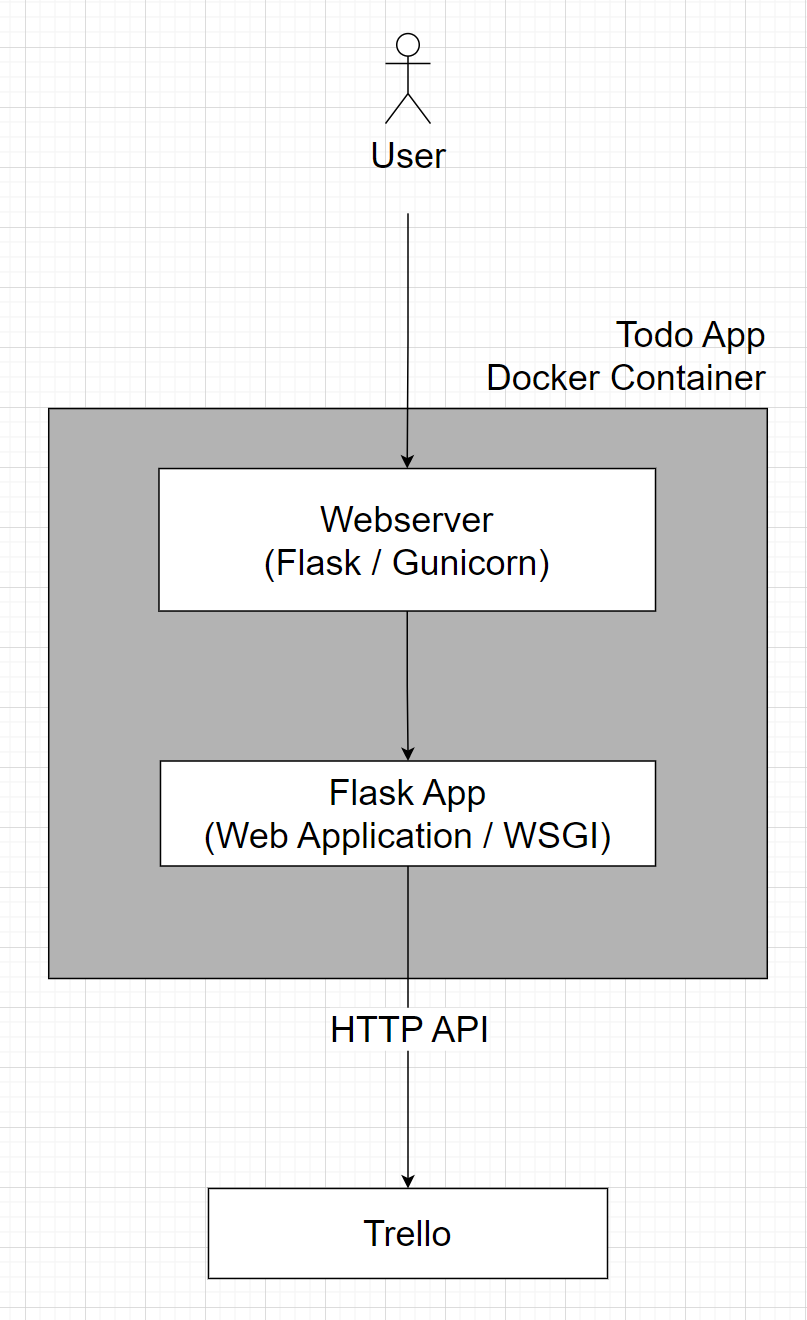 User
Todo App
Docker Container
Webserver
(Flask / Gunicorn)
Flask App
(Web Application / WSGI)
HTTP API
Trello